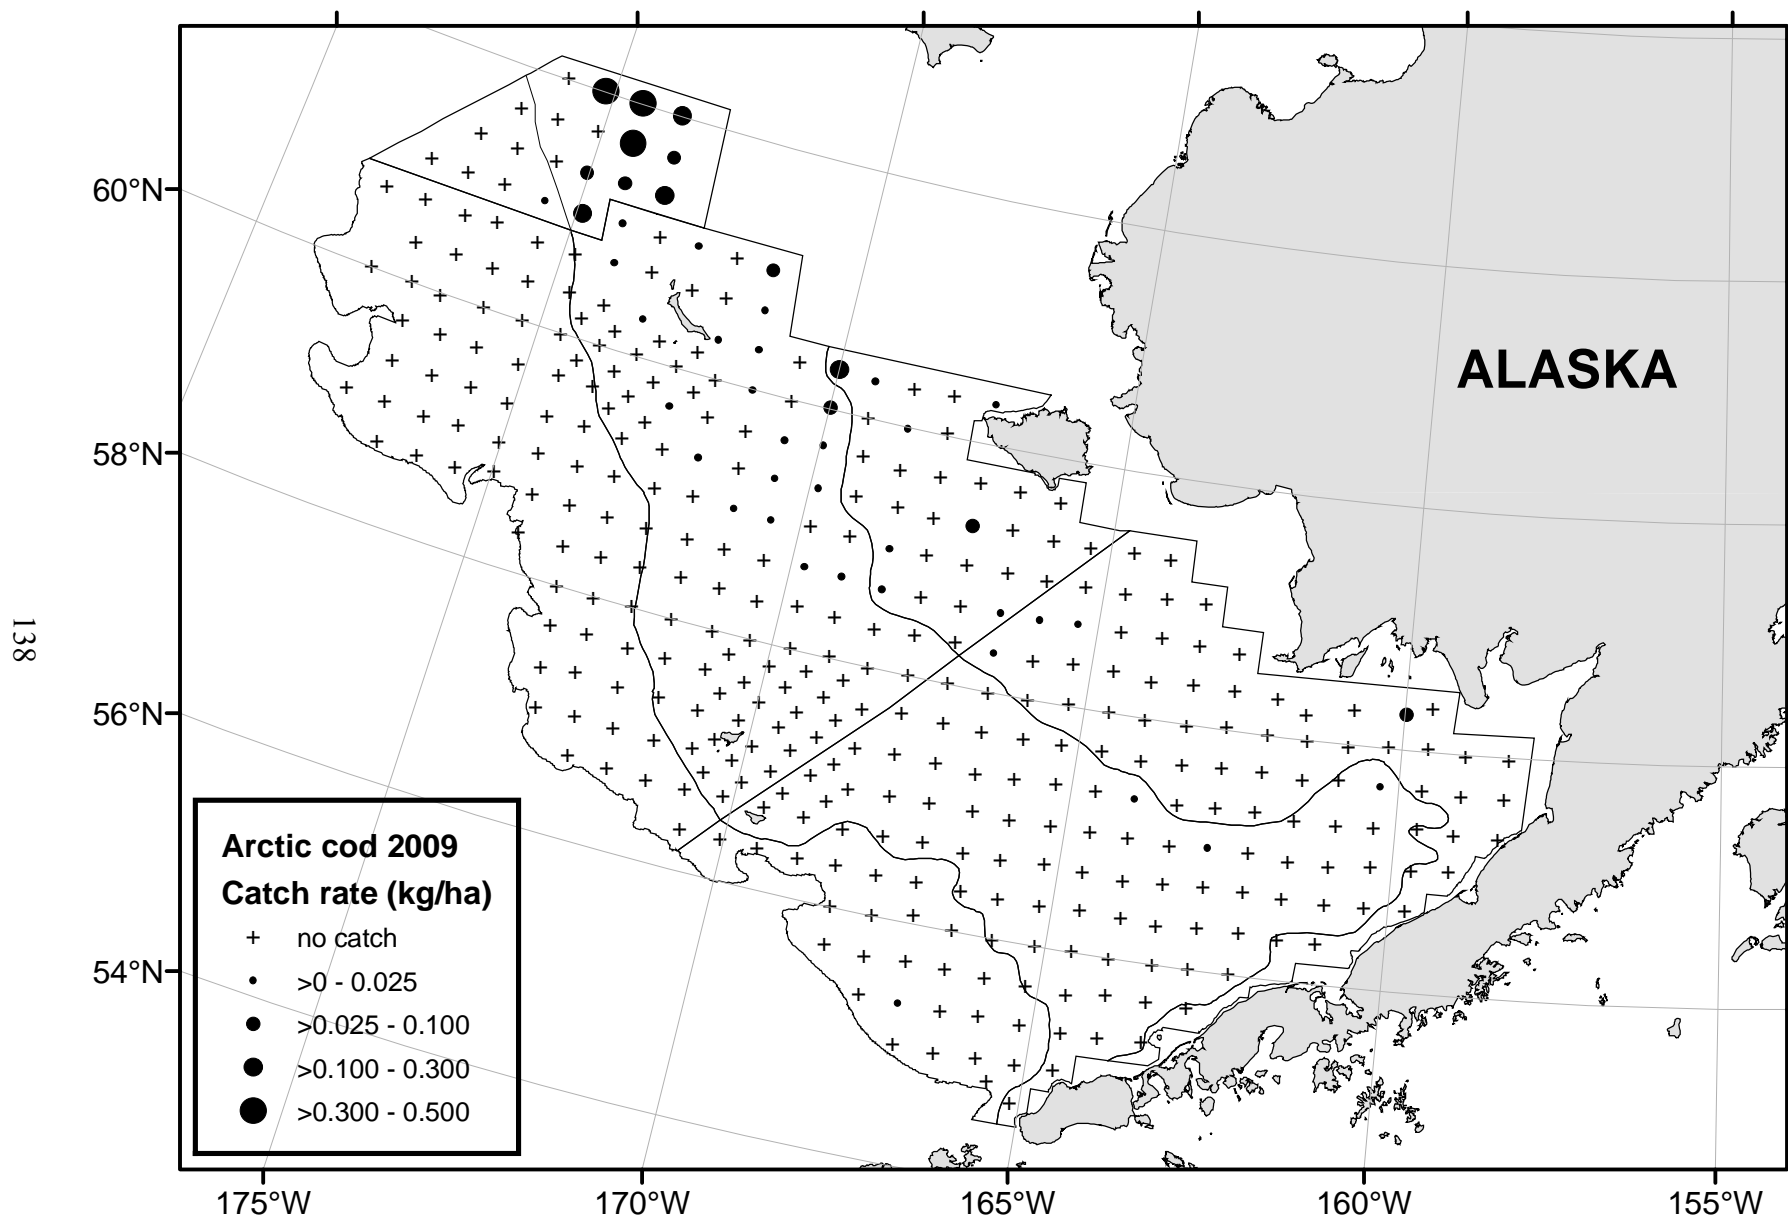 60°N
58°N
56°N
54°N
138
ALASKA
Arctic cod 2009
Catch rate (kg/ha)
no catch
>0 - 0.025
>0.025 - 0.100
>0.100 - 0.300
>0.300 - 0.500
175°W 170°W 165°W 160°W 155°W